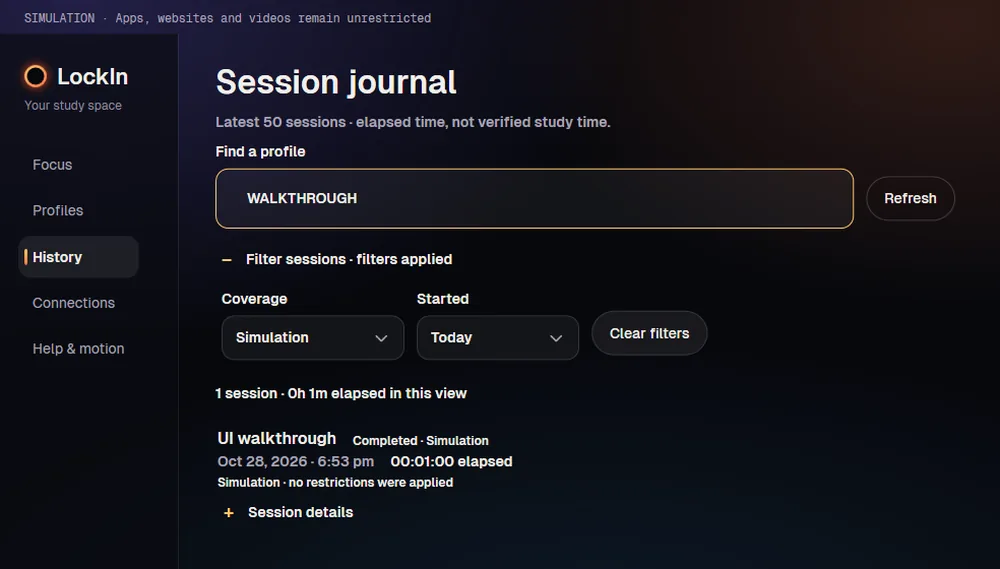 SIMULATION · Apps, websites and videos remain unrestricted
LockIn
Your study space
Focus
Profiles
History
Connections
Help & motion
Session journal
Latest 50 sessions · elapsed time, not verified study time.
Find a profile
WALKTHROUGH
Refresh
− Filter sessions · filters applied
Coverage Started
Simulation Today Clear filters
1 session · 0h 1m elapsed in this view
UI walkthrough Completed · Simulation
Oct 28, 2026 · 6:53 pm 00:01:00 elapsed
Simulation · no restrictions were applied
+ Session details